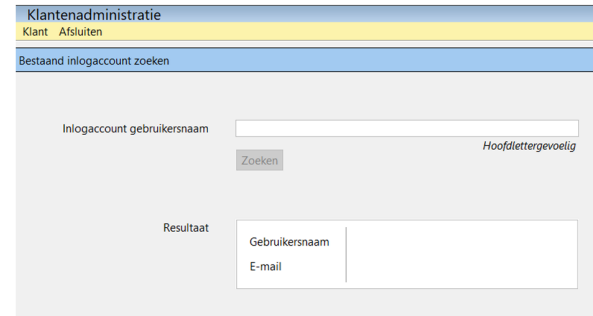 Klantenadministratie
Klant Afsluiten
Bestaand inlogaccount zoeken
Inlogaccount gebruikersnaam
Hoofdlettergevoelig
Zoeken
Resultaat
Gebruikersnaam
E-mail